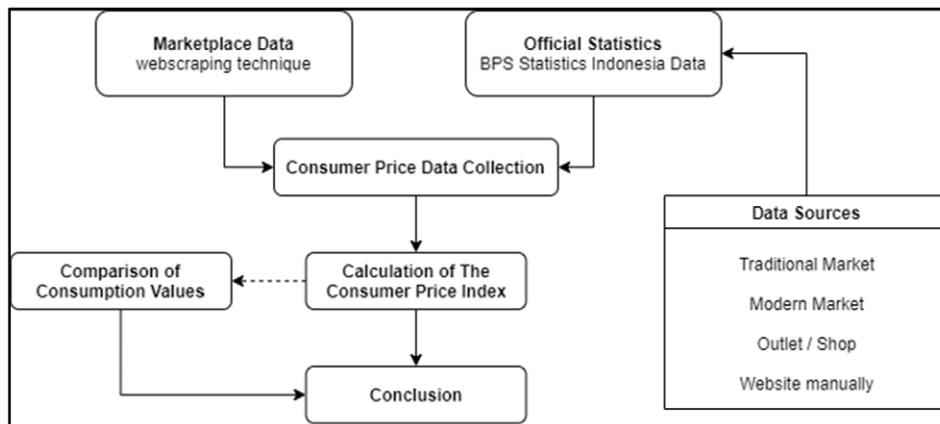 Marketplace Data
webscraping technique
Official Statistics
BPS Statistics Indonesia Data
Consumer Price Data Collection
Data Sources
Traditional Market
Modern Market
Outlet / Shop
Website manually
Comparison of
Consumption Values
Calculation of The
Consumer Price Index
Conclusion